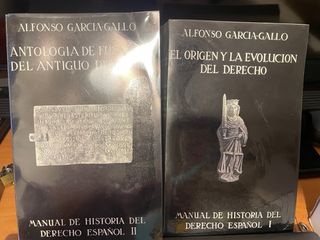 ALFONSO GARCIA-GALLO
ANTOLOGIA DE
DEL ANTIGUO
MANUAL DE HISTORIA DEL
DERECHO ESPAÑOL II
ALFONSO GARCIA-GALLO
EL ORIGEN Y LA EVOLUCION
DEL DERECHO
MANUAL DE HISTORIA DEL
DERECHO ESPAÑOL I